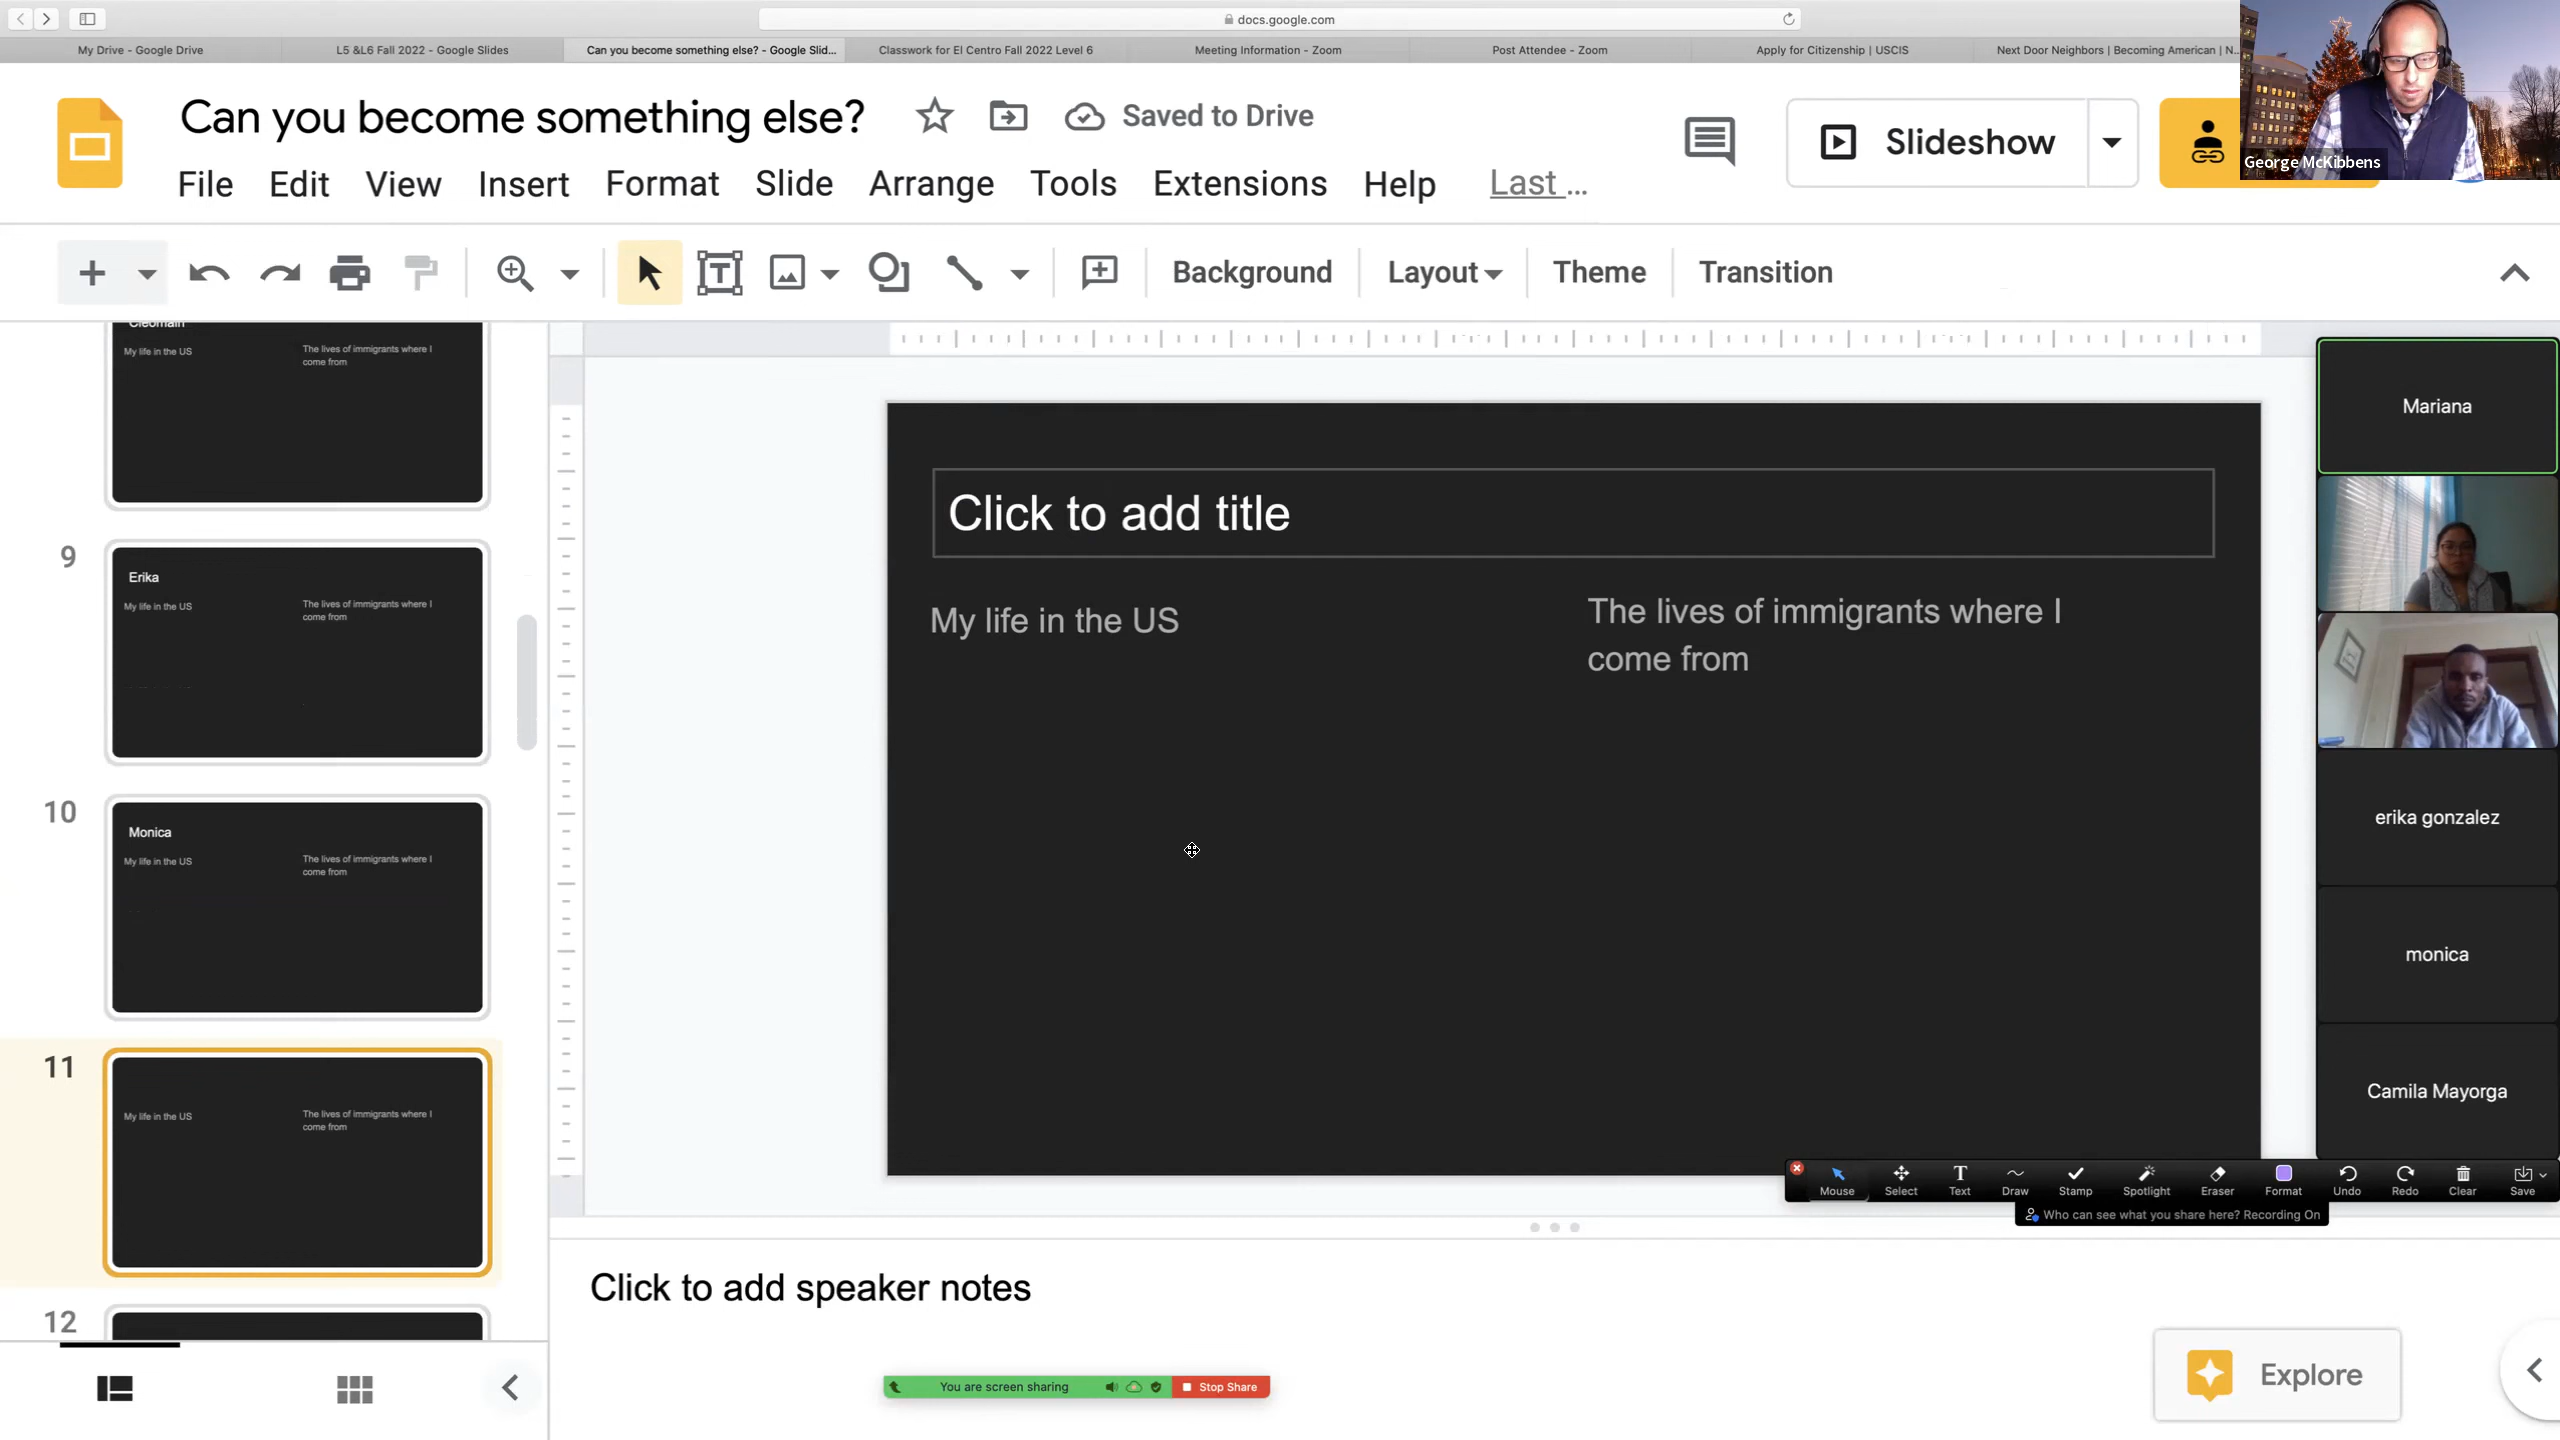 docs.google.com
My Drive - Google Drive
L5 &L6 Fall 2022 - Google Slides
Can you become something else? - Google Slid...
Classwork for El Centro Fall 2022 Level 6
Meeting Information - Zoom
Post Attendee - Zoom
Apply for Citizenship | USCIS
Next Door Neighbors | Becoming American | N...
Can you become something else?
Saved to Drive
Slideshow
George McKibbens
File Edit View Insert Format Slide Arrange Tools Extensions Help Last ...
Background Layout Theme Transition
Cleomain
My life in the US
The lives of immigrants where I
come from
9
Erika
My life in the US
The lives of immigrants where I
come from
10
Monica
My life in the US
The lives of immigrants where I
come from
11
My life in the US
The lives of immigrants where I
come from
12
Click to add title
My life in the US
The lives of immigrants where I
come from
Mariana
erika gonzalez
monica
Camila Mayorga
Mouse Select Text Draw Stamp Spotlight Eraser Format Undo Redo Clear Save
Who can see what you share here? Recording On
Click to add speaker notes
You are screen sharing
Stop Share
Explore